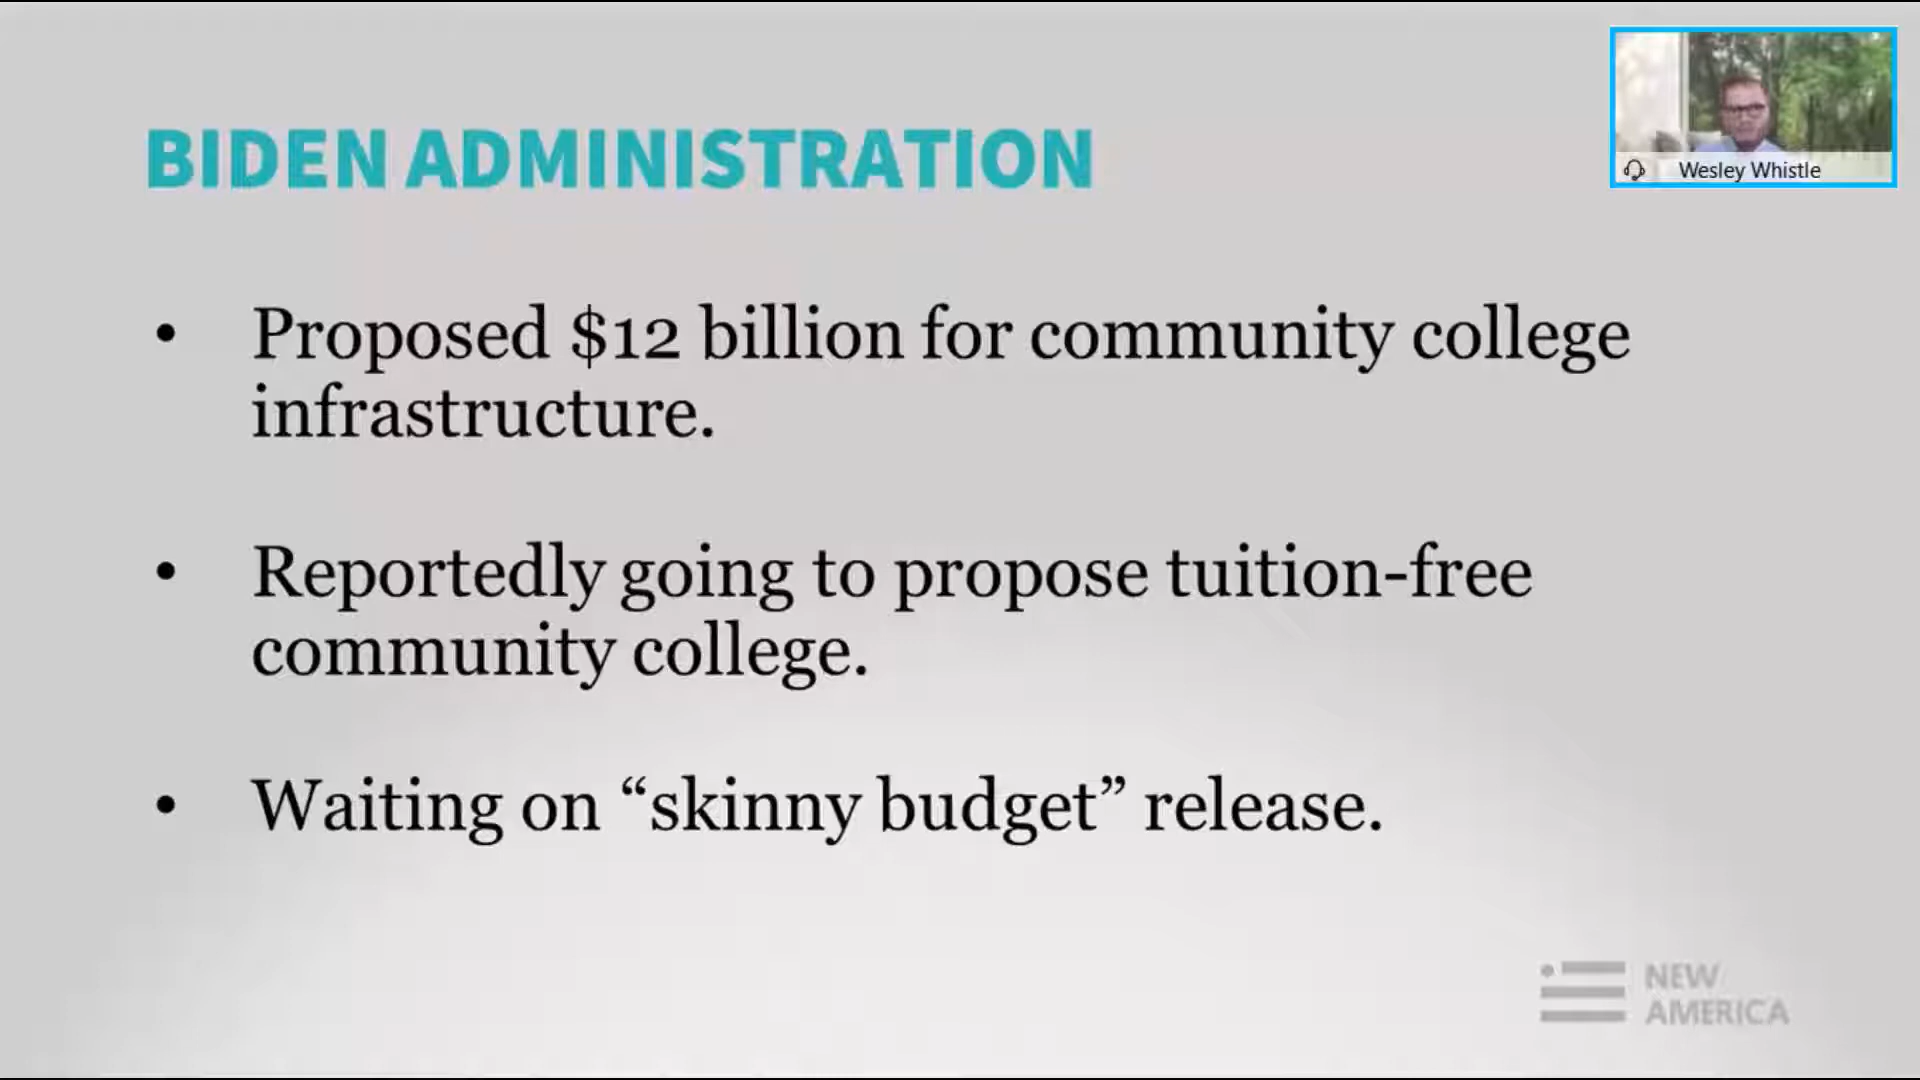 BIDEN ADMINISTRATION
Wesley Whistle
• Proposed $12 billion for community college
infrastructure.
• Reportedly going to propose tuition-free
community college.
• Waiting on “skinny budget” release.
NEW
AMERICA